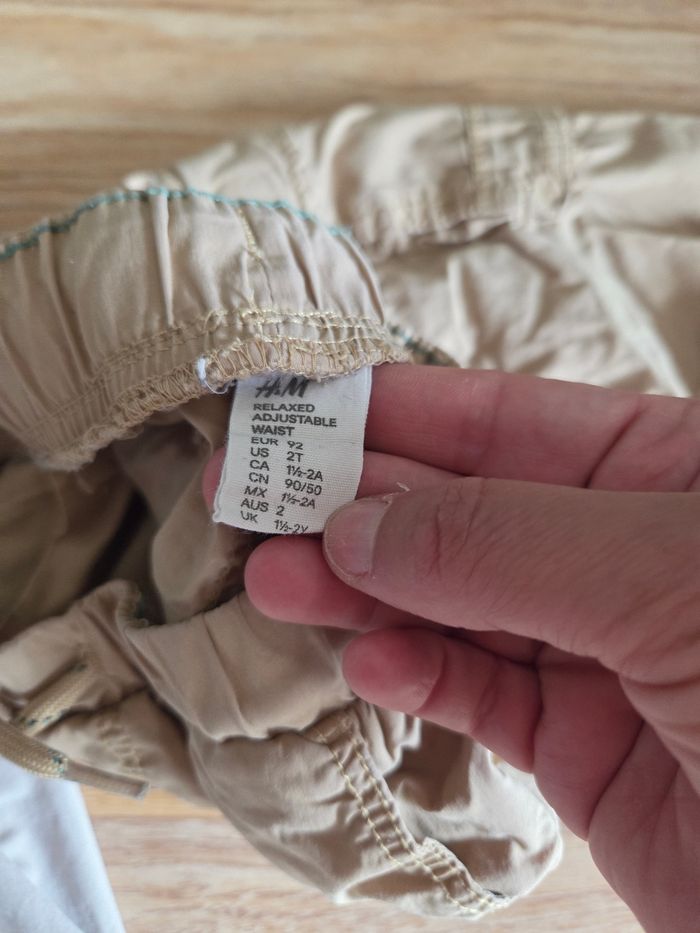 H&M
RELAXED
ADJUSTABLE
WAIST
EUR 92
US 2T
CA 1½-2A
CN 90/50
MX 1½-2A
AUS 2
UK 1½-2Y